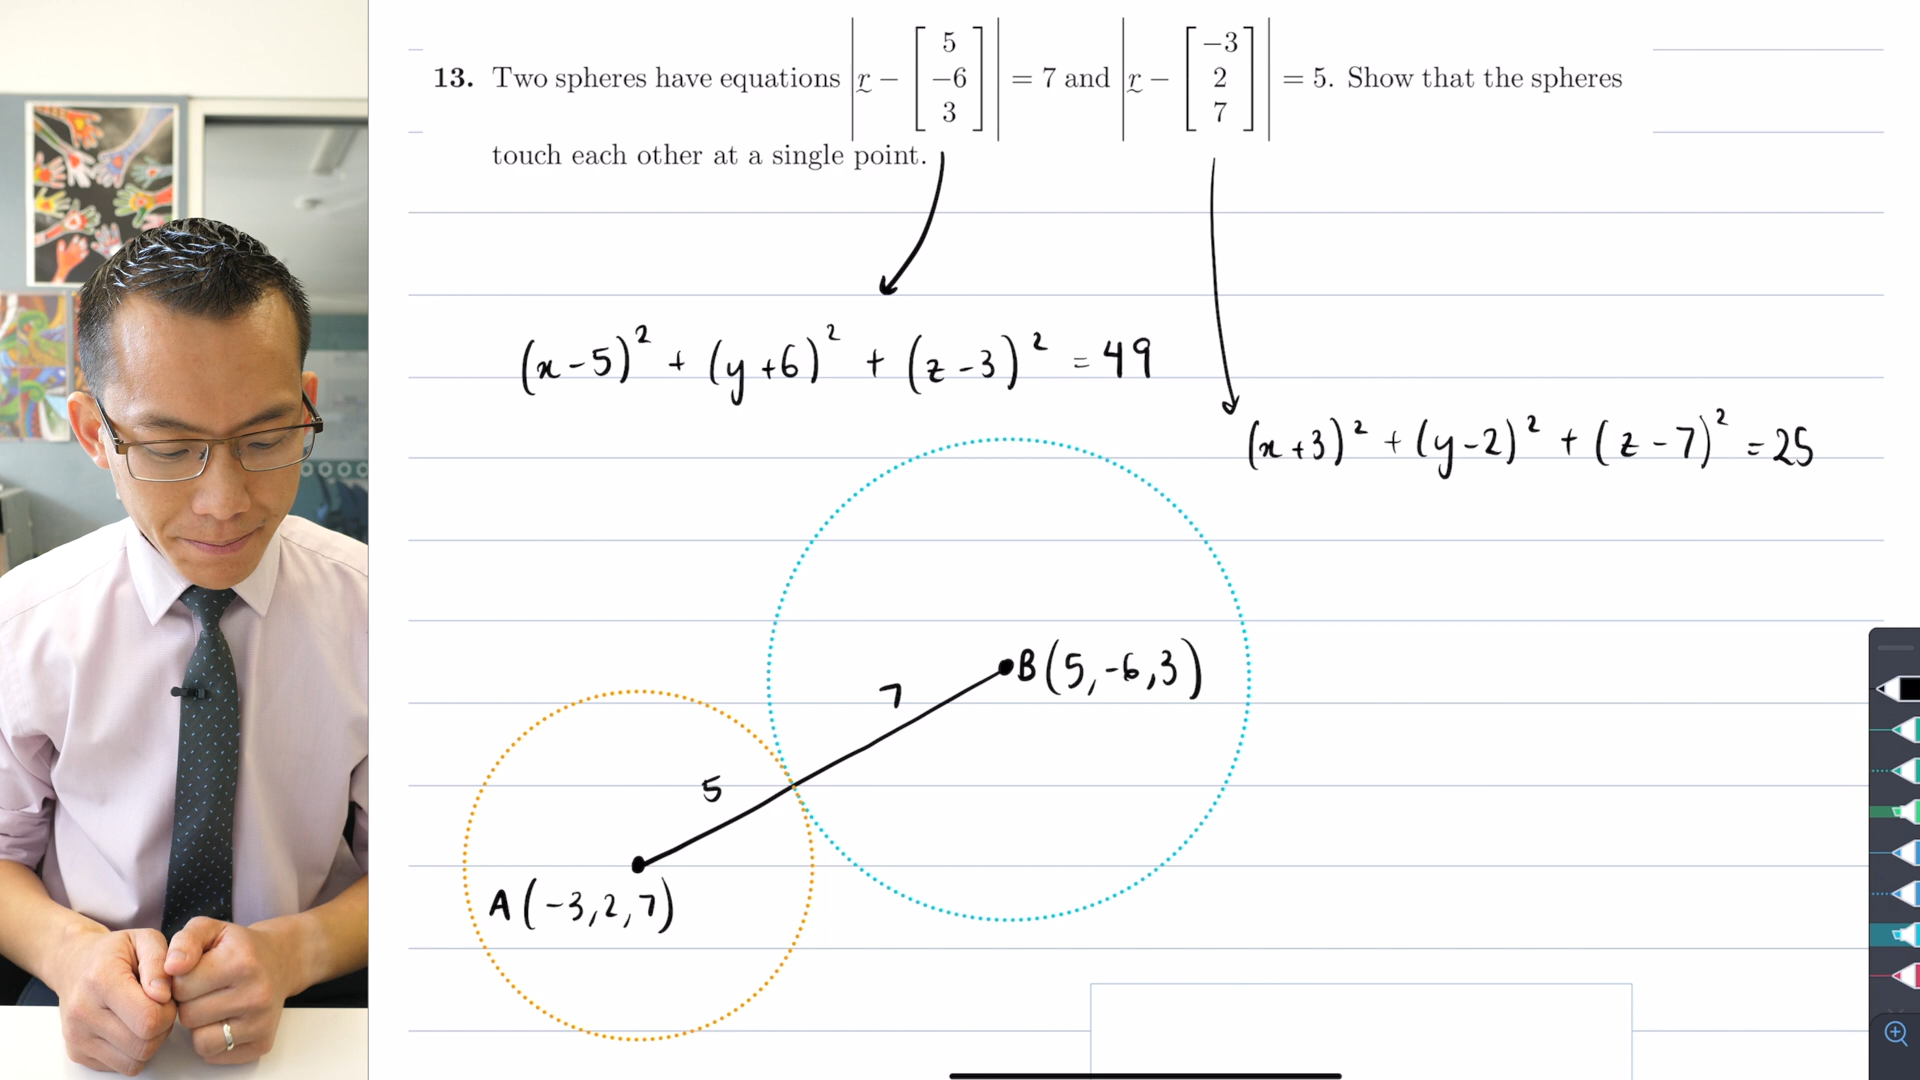 13. Two spheres have equations |r̰ − [5 −6 3]| = 7 and |r̰ − [−3 2 7]| = 5. Show that the spheres
touch each other at a single point.
(x-5)² + (y+6)² + (z-3)² = 49
(x+3)² + (y-2)² + (z-7)² = 25
B(5,-6,3)
7
5
A(-3,2,7)